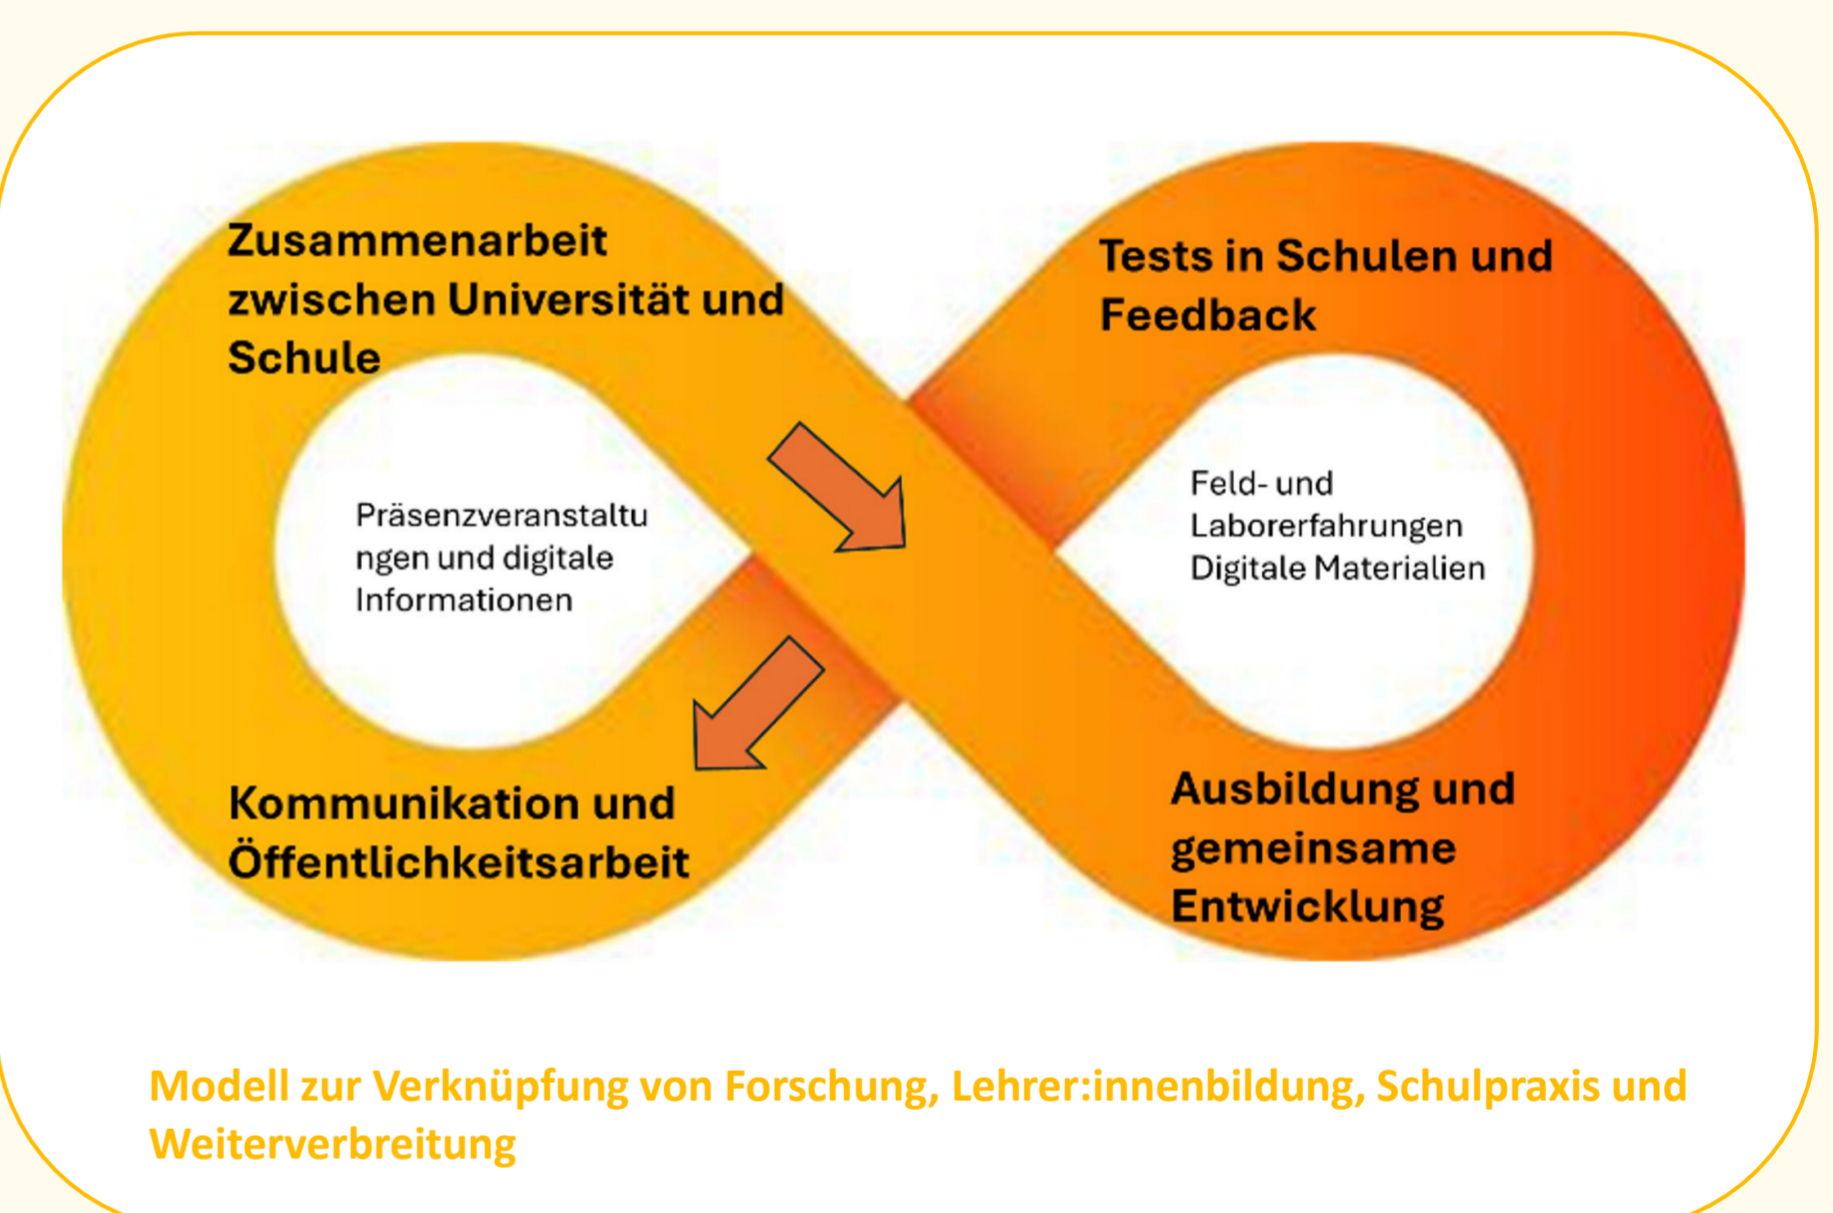 Zusammenarbeit
zwischen Universität und
Schule
Tests in Schulen und
Feedback
Präsenzveranstaltu
ngen und digitale
Informationen
Feld- und
Laborerfahrungen
Digitale Materialien
Kommunikation und
Öffentlichkeitsarbeit
Ausbildung und
gemeinsame
Entwicklung
Modell zur Verknüpfung von Forschung, Lehrer:innenbildung, Schulpraxis und
Weiterverbreitung